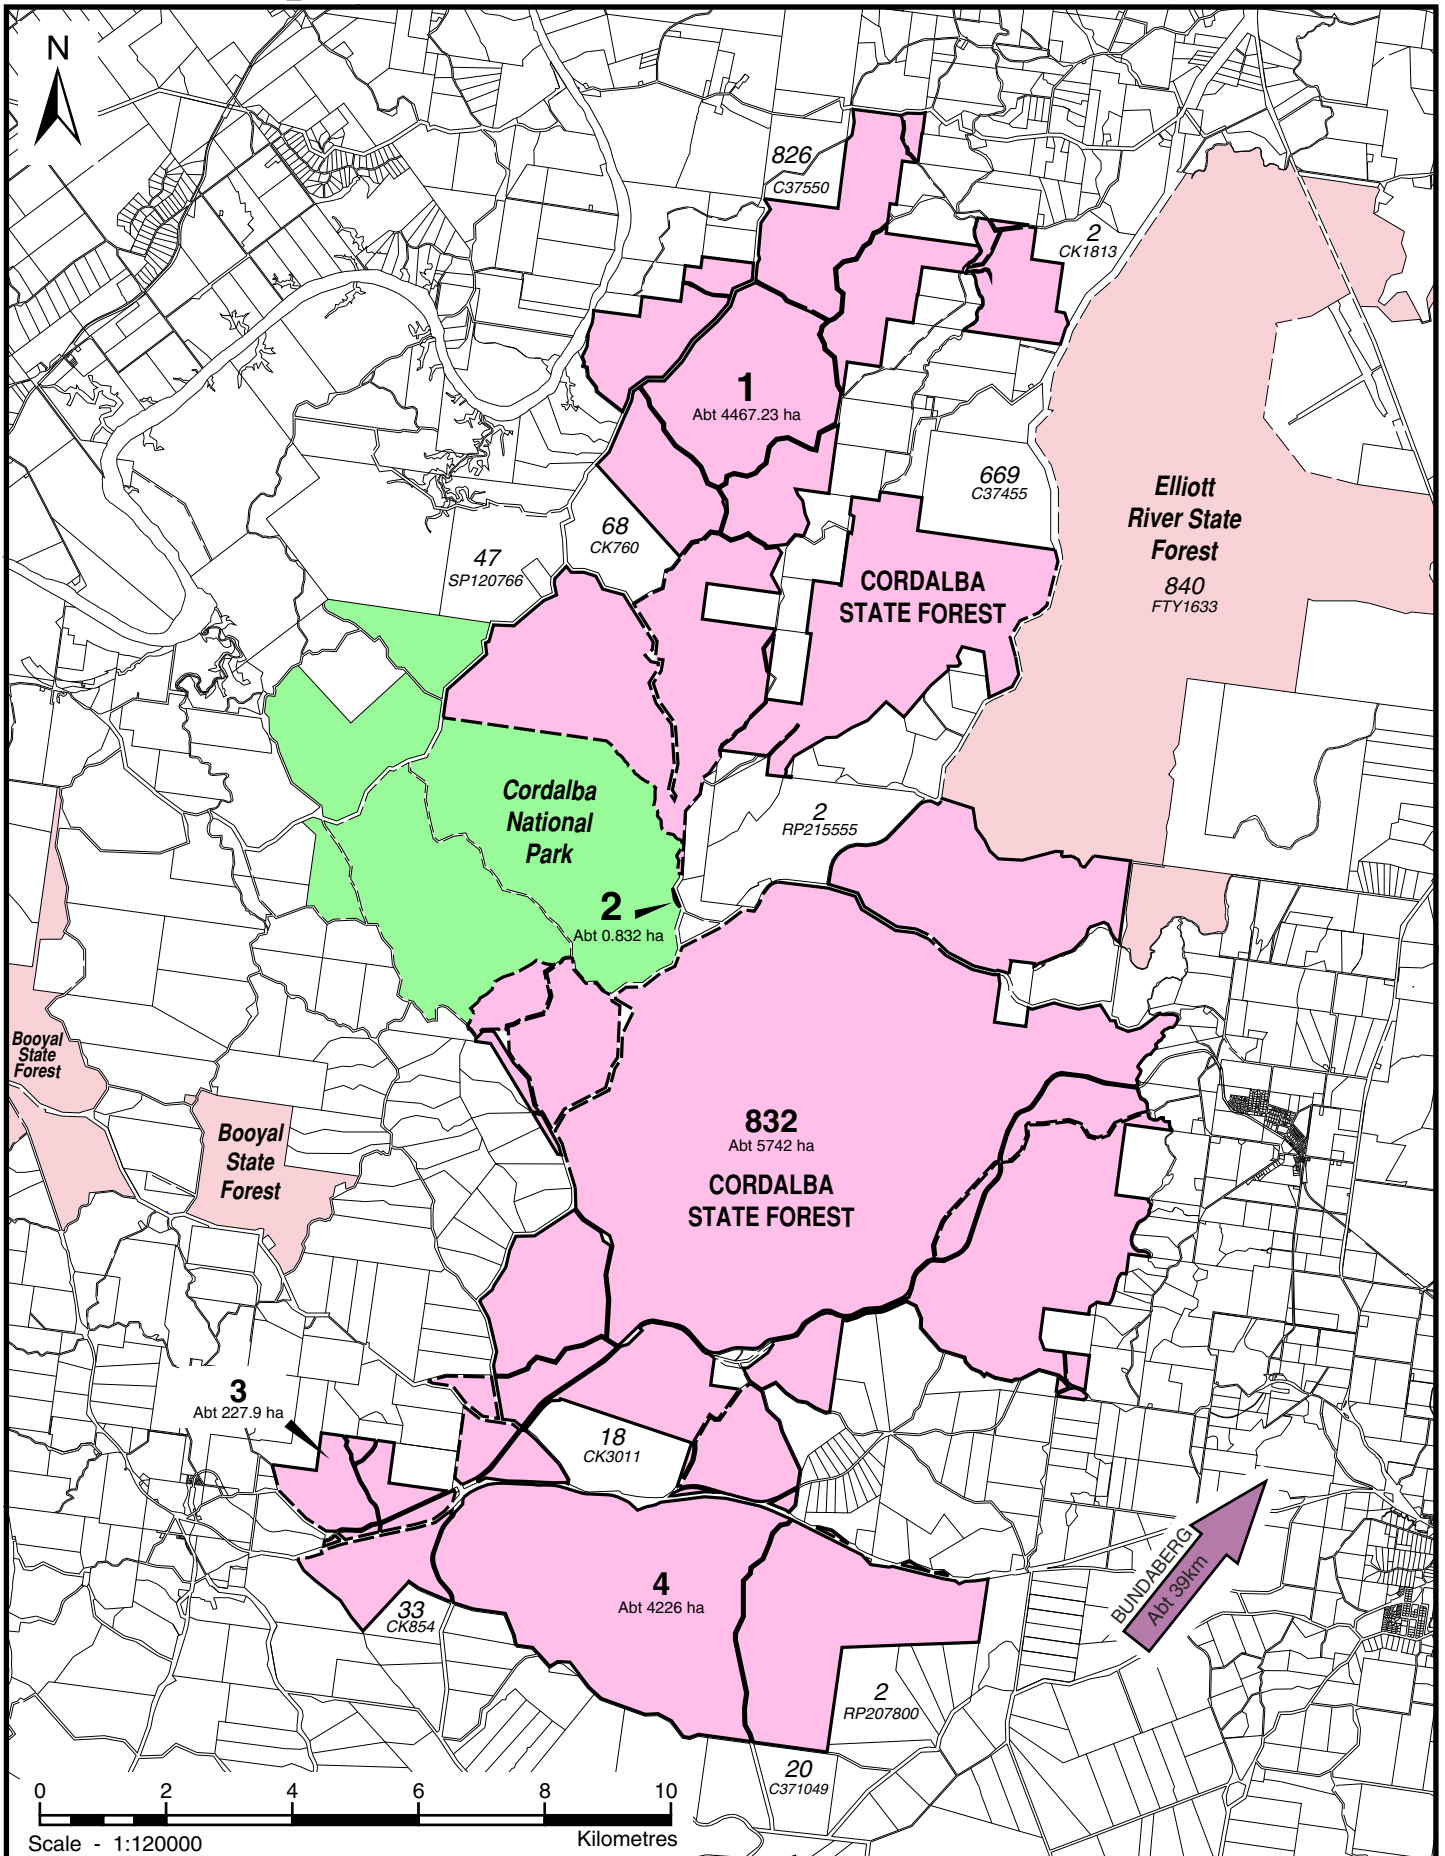 N
826
C37550
2
CK1813
1
Abt 4467.23 ha
669
C37455
Elliott
River State
Forest
840
FTY1633
68
CK760
47
SP120766
CORDALBA
STATE FOREST
Cordalba
National
Park
2
RP215555
2
Abt 0.832 ha
Booyal
State
Forest
Booyal
State
Forest
832
Abt 5742 ha
CORDALBA
STATE FOREST
3
Abt 227.9 ha
18
CK3011
4
Abt 4226 ha
33
CK854
BUNDABERG
Abt 39km
2
RP207800
20
C371049
0 2 4 6 8 10
Scale - 1:120000
Kilometres